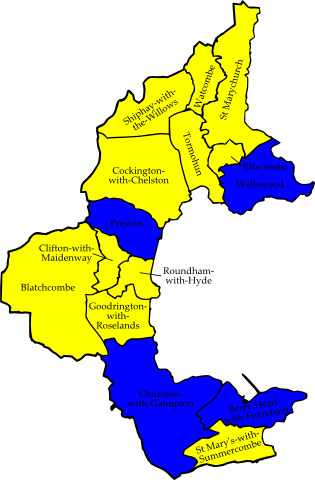 Shiphay-with-
the-Willows
Watcombe
St Marychurch
Tormohun
Ellacombe
Wellswood
Cockington-
with-Chelston
Preston
Clifton-with-
Maidenway
Roundham-
with-Hyde
Blatchcombe
Goodrington-
with-
Roselands
Churston-
with-Galmpton
Berry Head-
with-Furzeham
St Mary's-with-
Summercombe